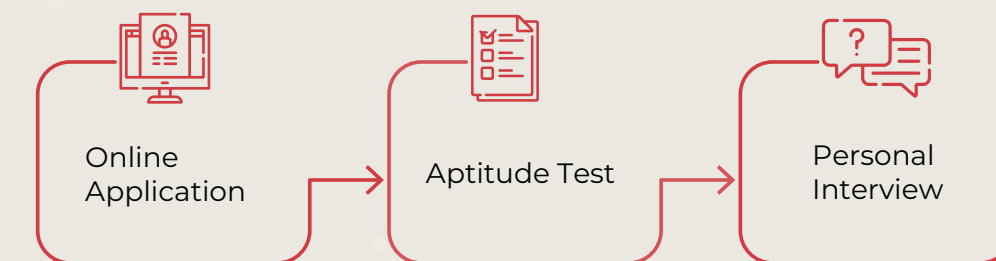 Online
Application
Aptitude Test
Personal
Interview
?